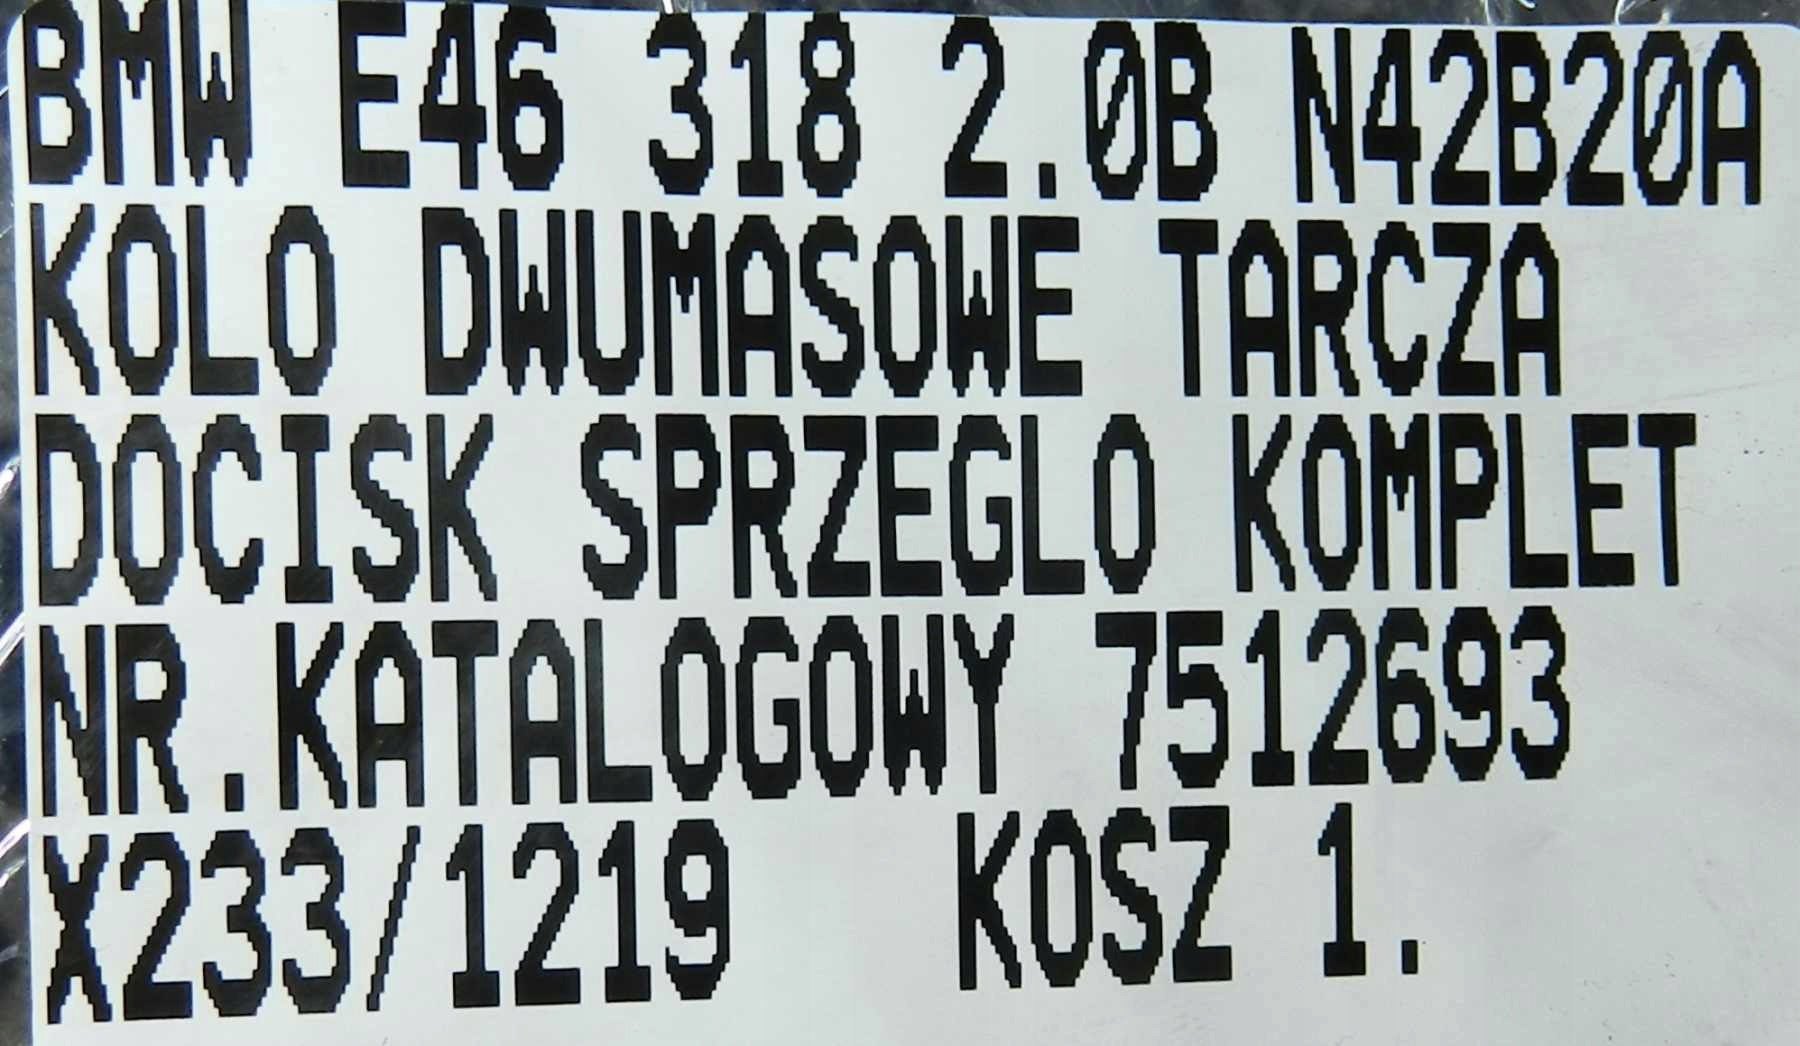 BMW E46 318 2.0B N42B20A
KOLO DWUMASOWE TARCZA
DOCISK SPRZEGLO KOMPLET
NR.KATALOGOWY 7512693
X233/1219 KOSZ 1.